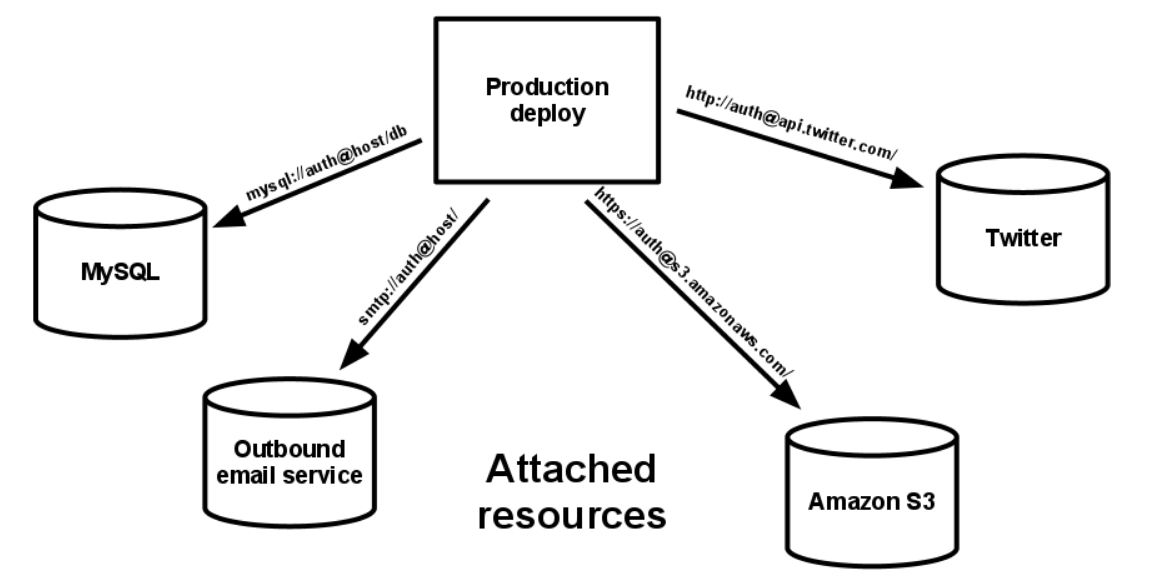 Production
deploy
mysql://auth@host/db
http://auth@api.twitter.com/
smtp://auth@host/
https://auth@s3.amazonaws.com/
MySQL
Twitter
Outbound
email service
Attached
resources
Amazon S3